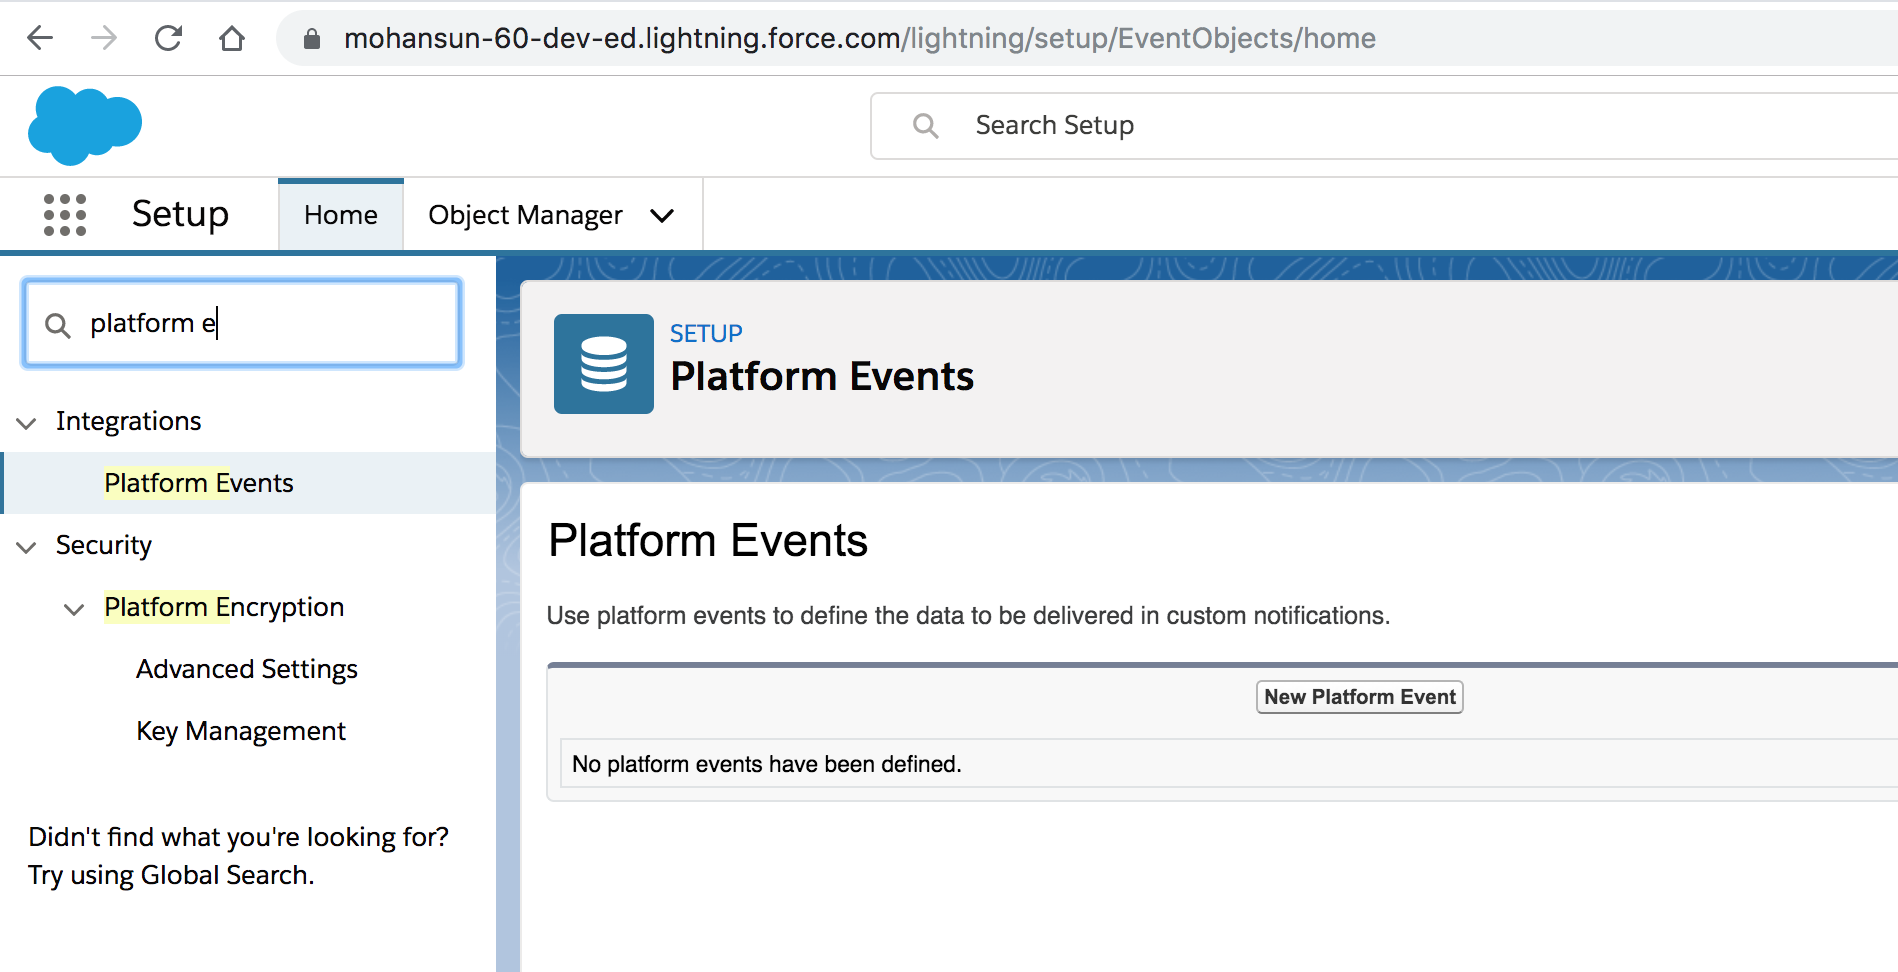 mohansun-60-dev-ed.lightning.force.com/lightning/setup/EventObjects/home
Search Setup
Setup
Home
Object Manager
platform e
Integrations
Platform Events
Security
Platform Encryption
Advanced Settings
Key Management
Didn't find what you're looking for?
Try using Global Search.
SETUP
Platform Events
Platform Events
Use platform events to define the data to be delivered in custom notifications.
New Platform Event
No platform events have been defined.